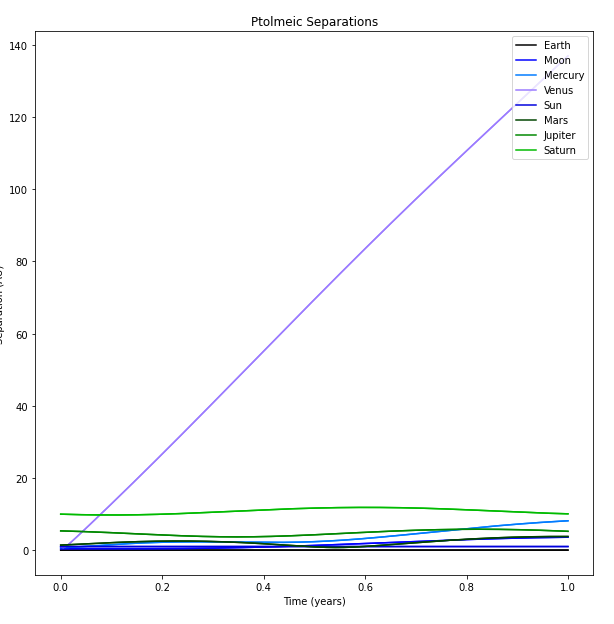 Ptolmeic Separations
140
120
100
80
60
40
20
0
0.0 0.2 0.4 0.6 0.8 1.0
Time (years)
Earth
Moon
Mercury
Venus
Sun
Mars
Jupiter
Saturn